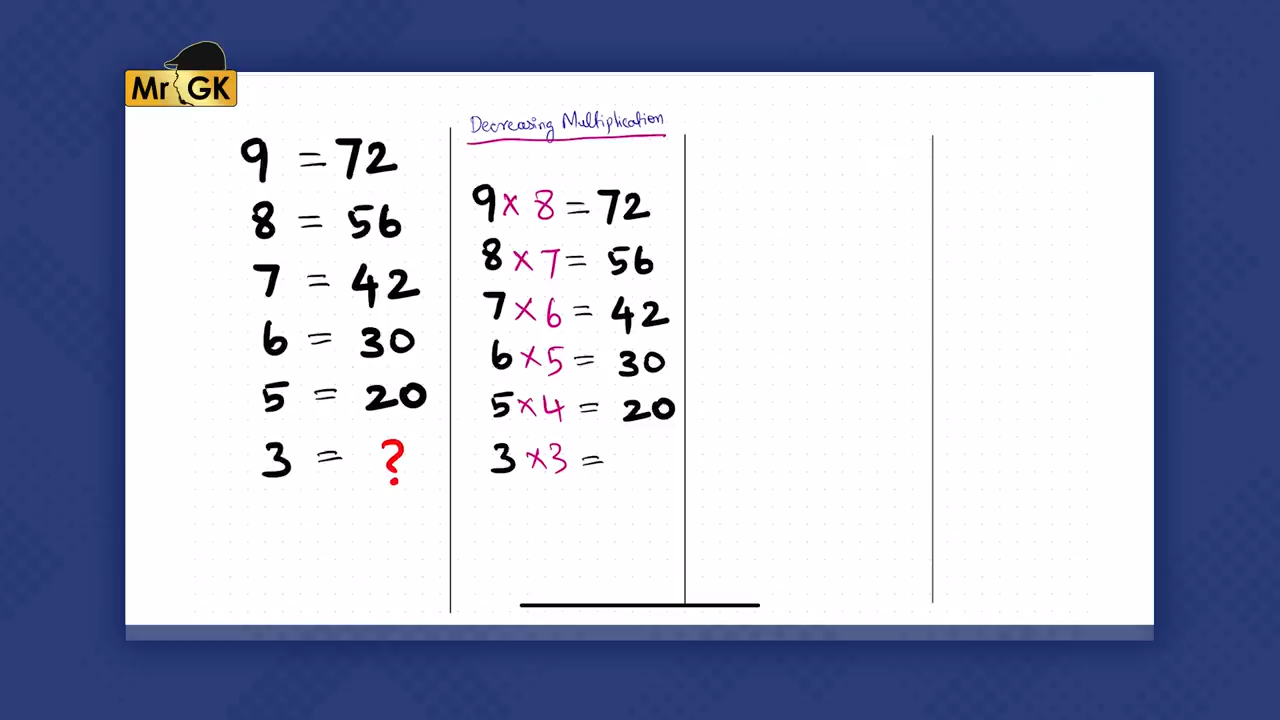 Mr GK
9 = 72
8 = 56
7 = 42
6 = 30
5 = 20
3 = ?
Decreasing Multiplication
9 × 8 = 72
8 × 7 = 56
7 × 6 = 42
6 × 5 = 30
5 × 4 = 20
3 × 3 =